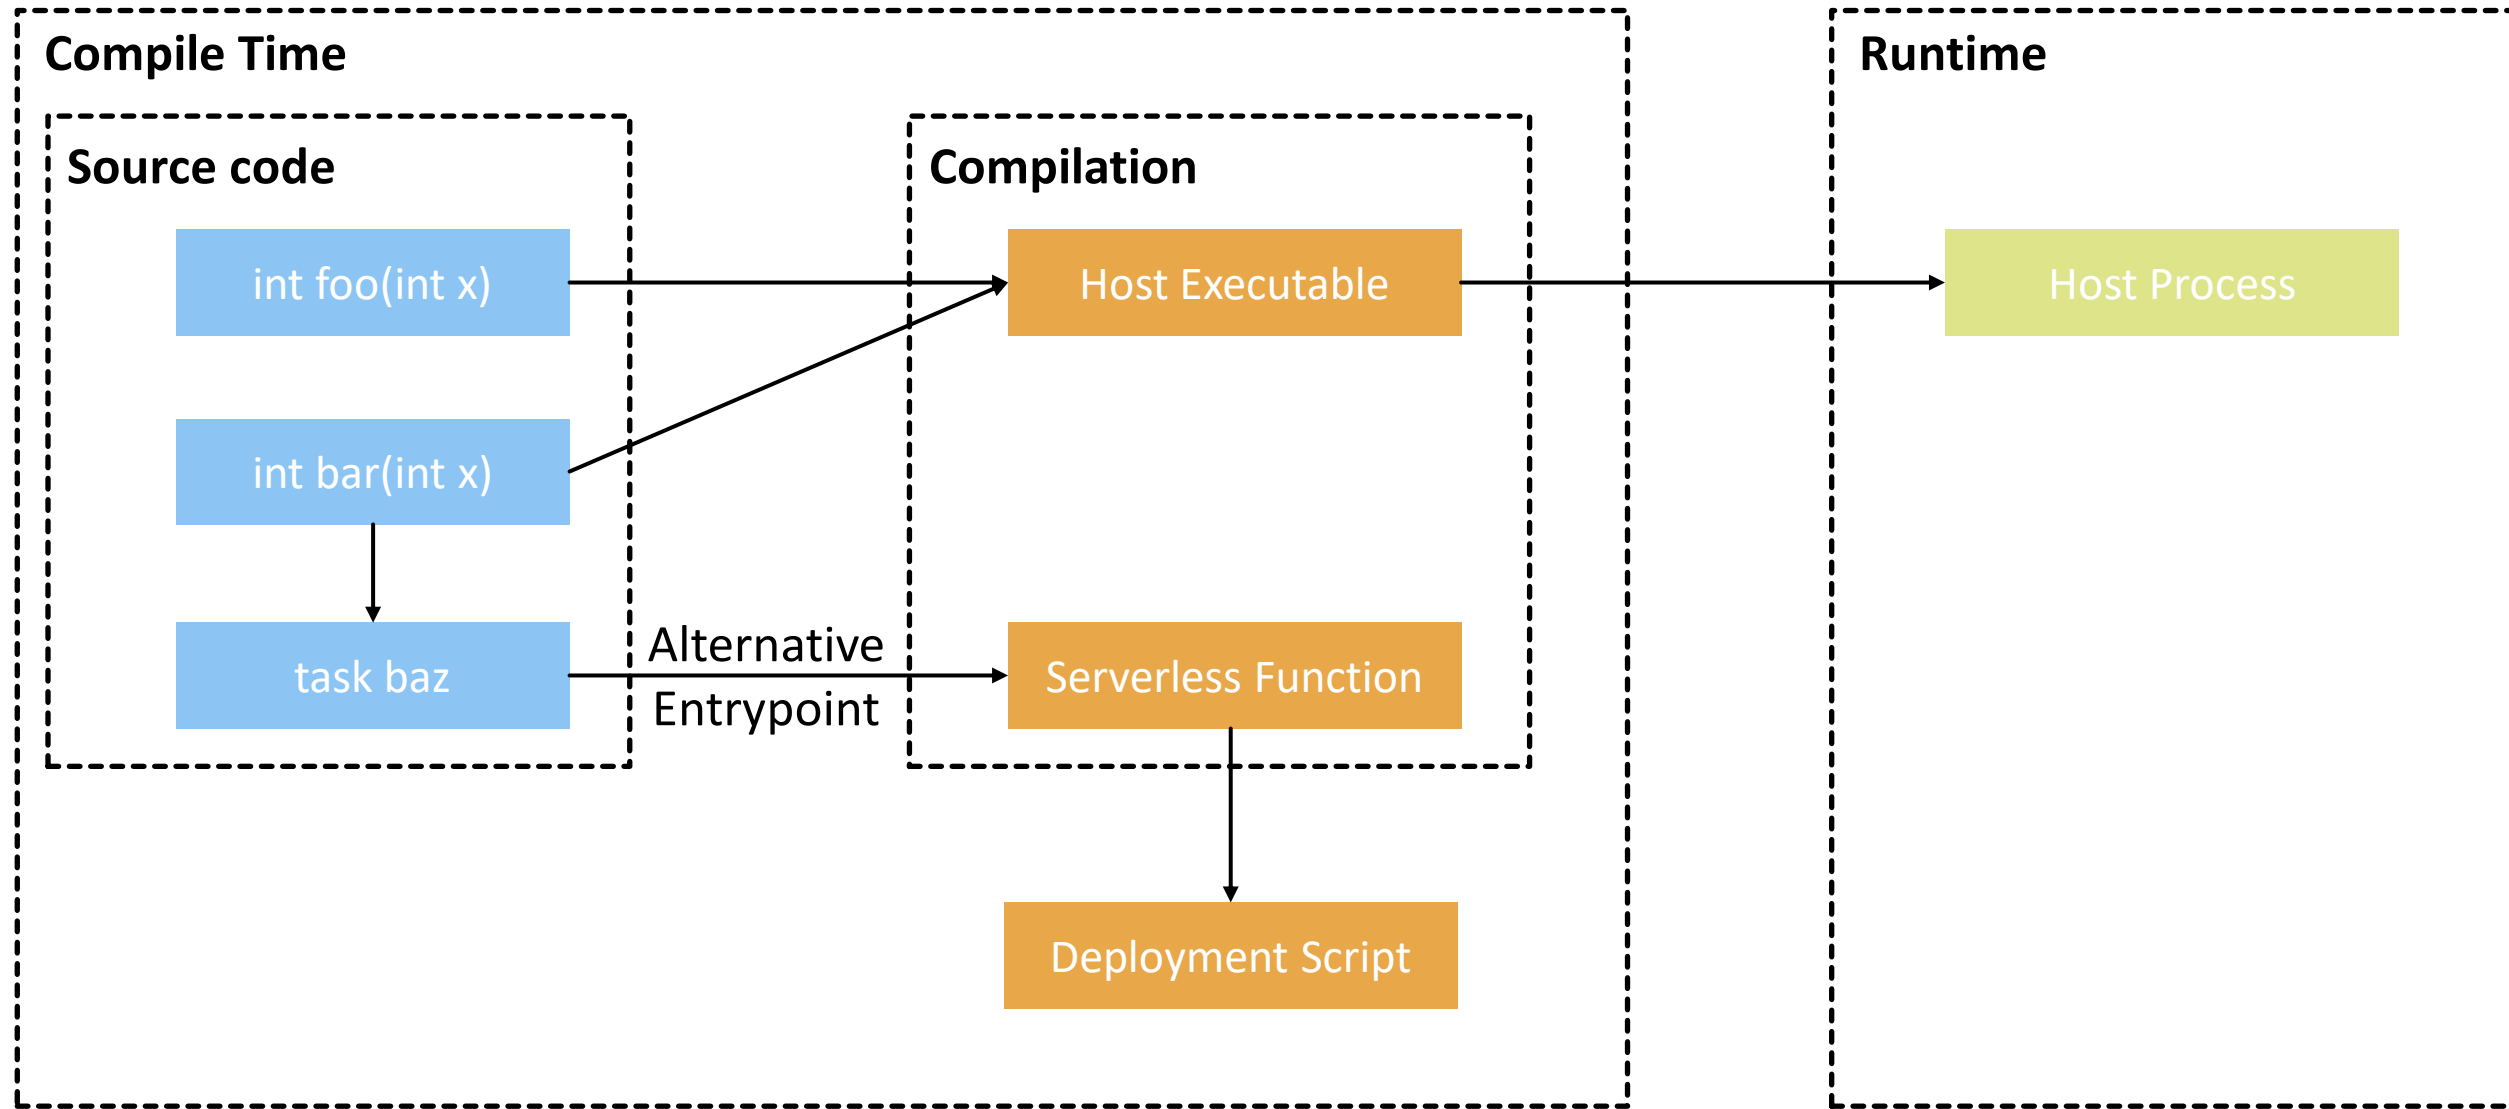 Compile Time
Runtime
Source code
Compilation
int foo(int x)
Host Executable
Host Process
int bar(int x)
Alternative
Entrypoint
task baz
Serverless Function
Deployment Script